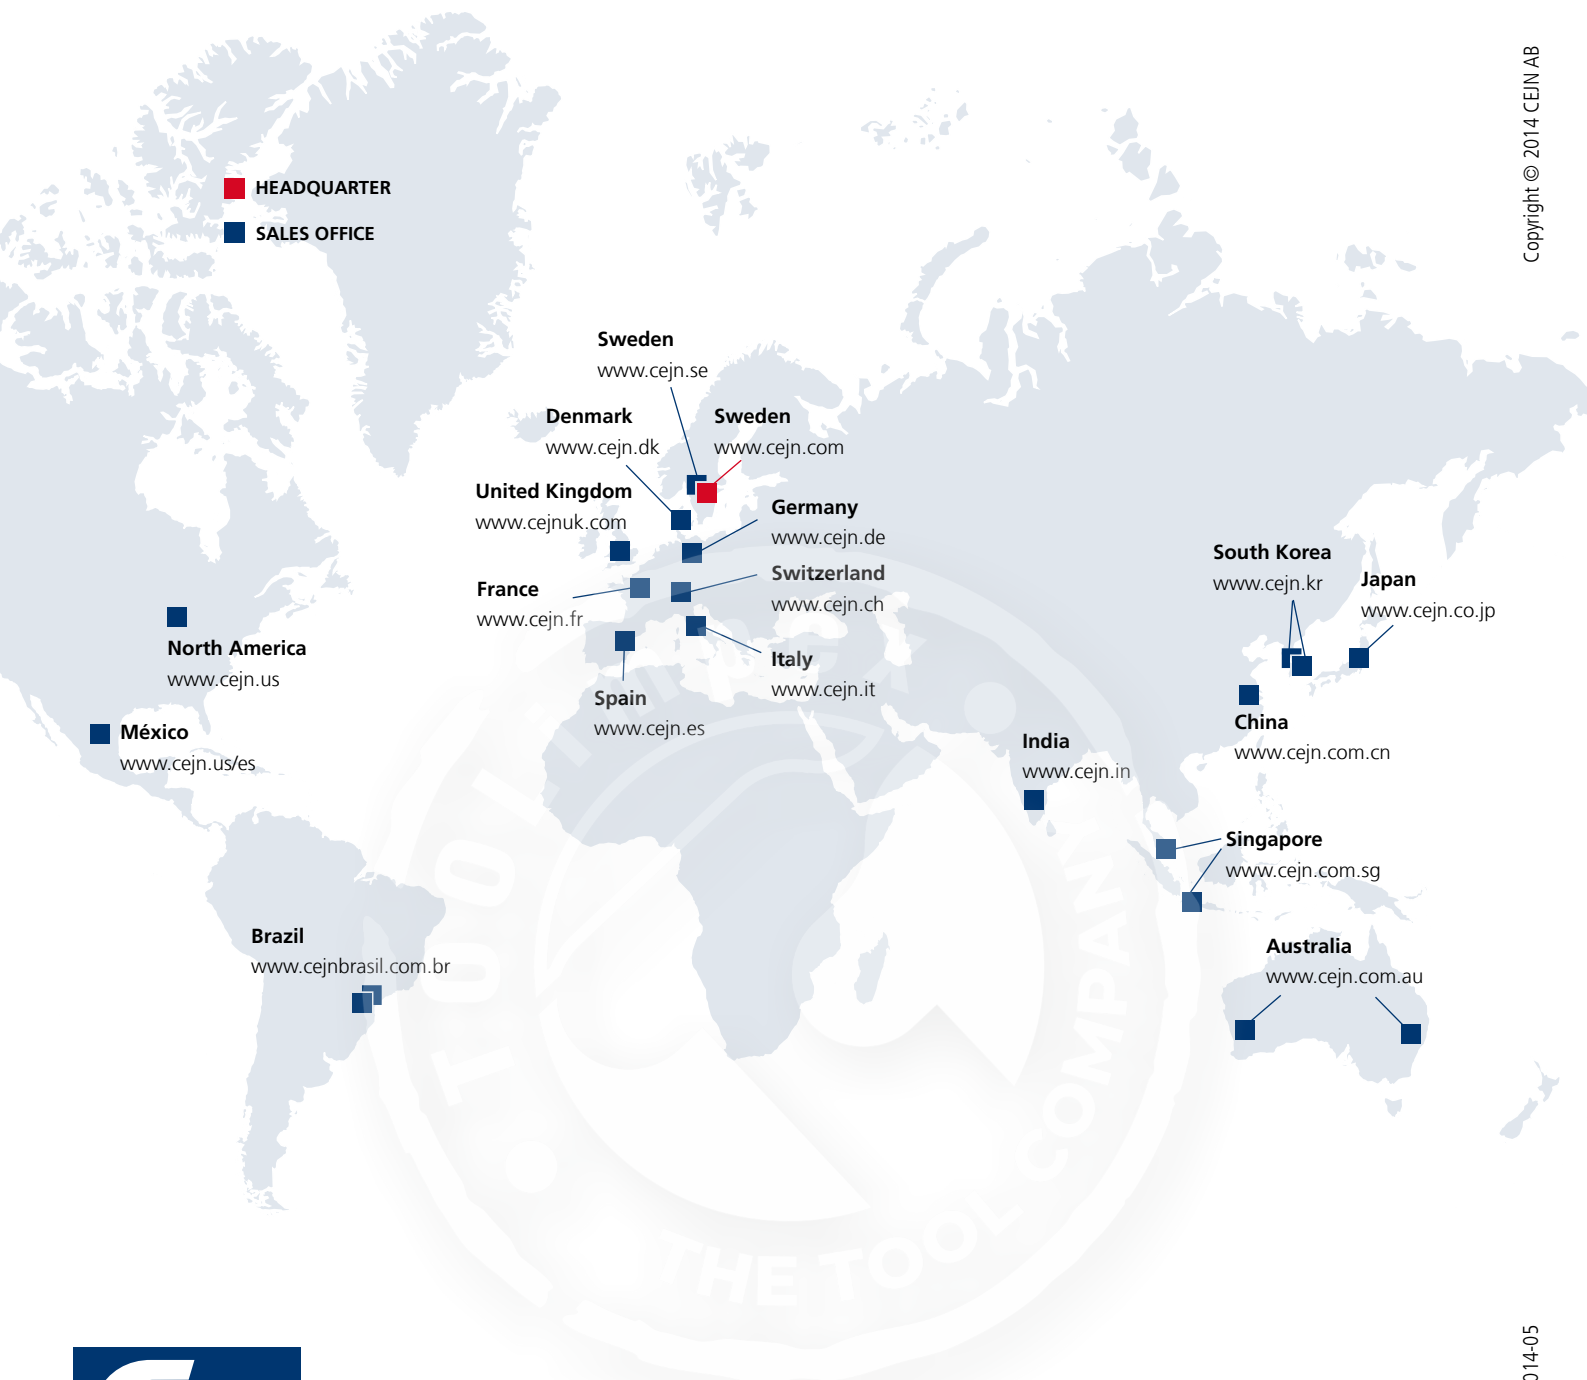 Copyright © 2014 CEJN AB
HEADQUARTER
SALES OFFICE
Sweden
www.cejn.se
Denmark
www.cejn.dk
Sweden
www.cejn.com
United Kingdom
www.cejnuk.com
Germany
www.cejn.de
France
www.cejn.fr
Switzerland
www.cejn.ch
Italy
www.cejn.it
Spain
www.cejn.es
South Korea
www.cejn.kr
Japan
www.cejn.co.jp
North America
www.cejn.us
México
www.cejn.us/es
China
www.cejn.com.cn
India
www.cejn.in
Singapore
www.cejn.com.sg
Brazil
www.cejnbrasil.com.br
Australia
www.cejn.com.au
THE TOOL COMPANY
014-05